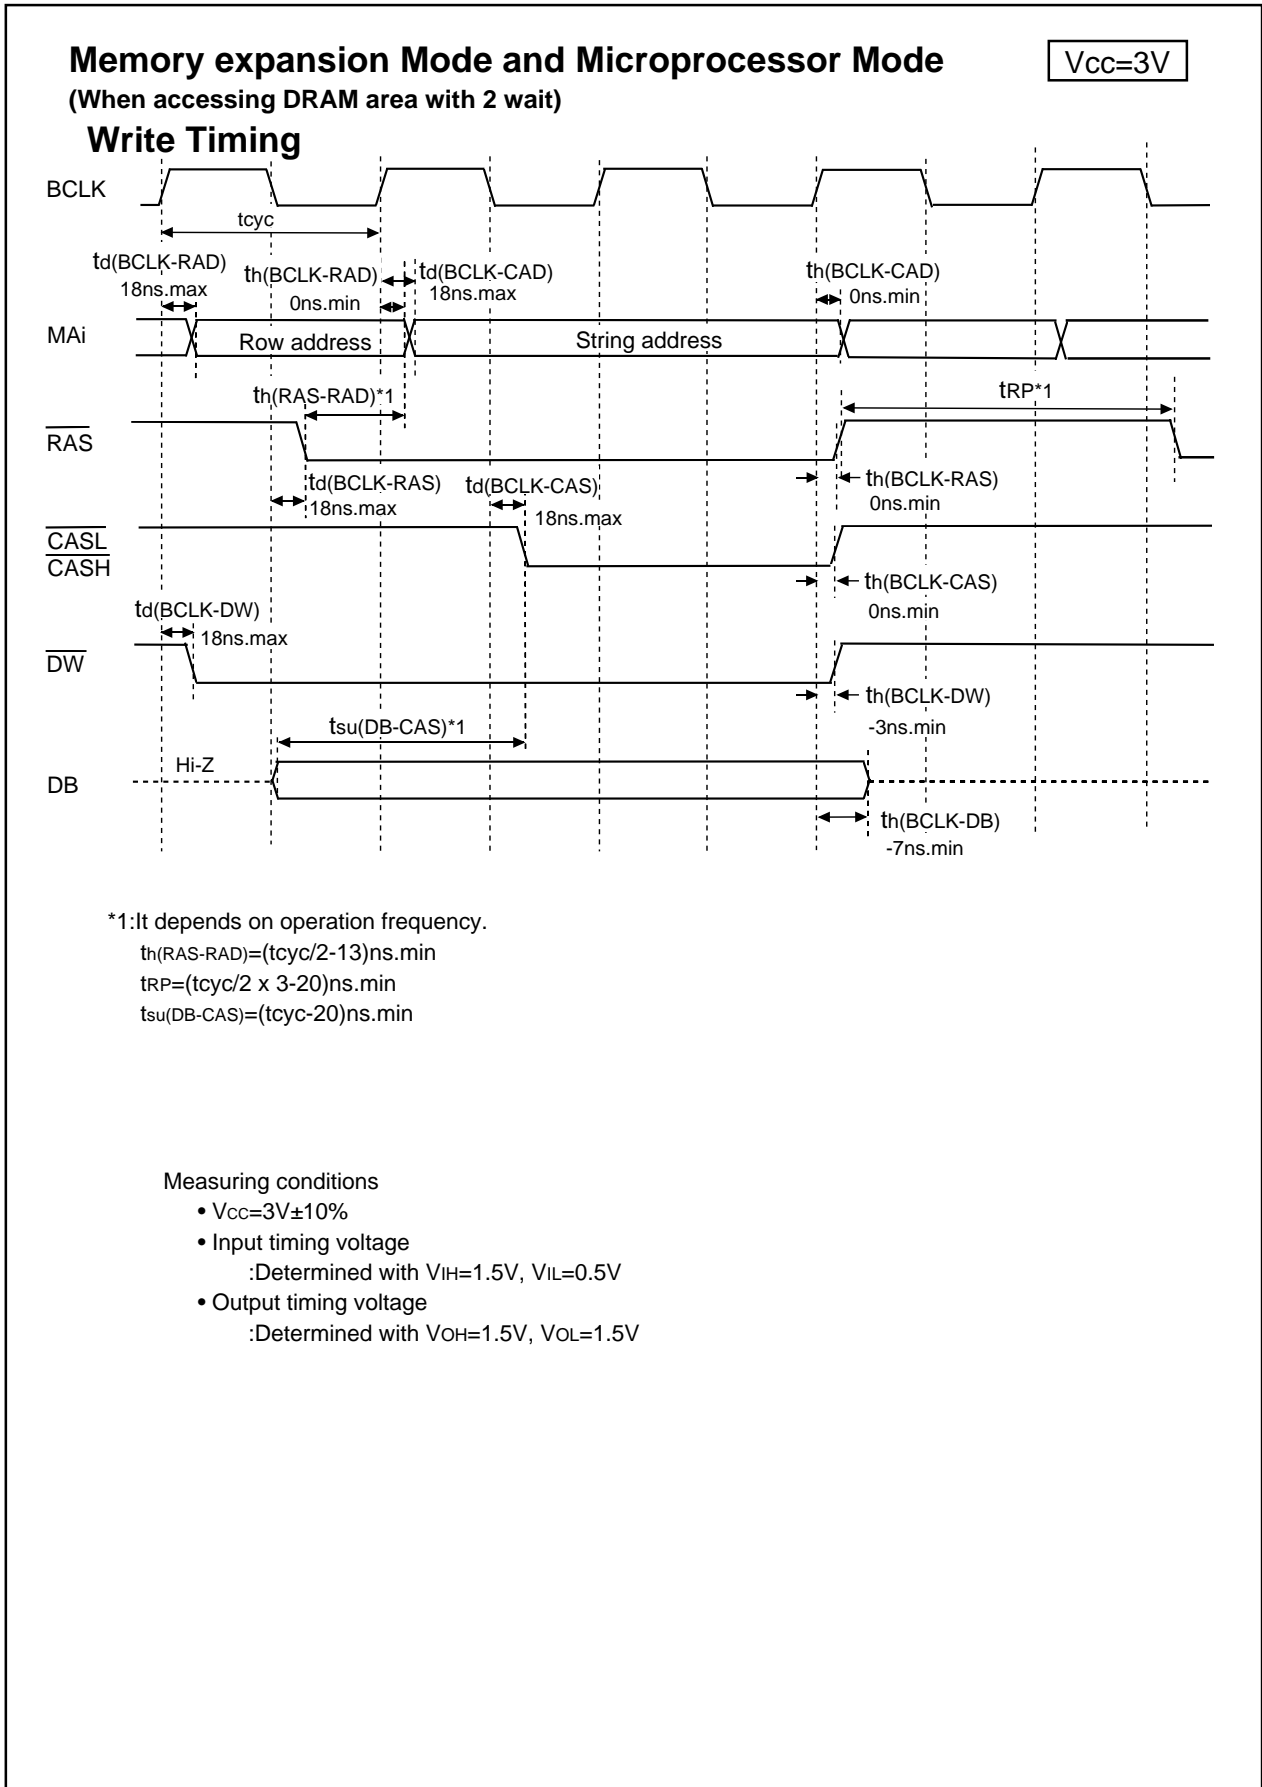 Memory expansion Mode and Microprocessor Mode
Vcc=3V
(When accessing DRAM area with 2 wait)
Write Timing
BCLK
tcyc
td(BCLK-RAD)
18ns.max
th(BCLK-RAD)
0ns.min
td(BCLK-CAD)
18ns.max
th(BCLK-CAD)
0ns.min
MAi
Row address
String address
th(RAS-RAD)*1
tRP*1
RAS
td(BCLK-RAS)
18ns.max
td(BCLK-CAS)
18ns.max
th(BCLK-RAS)
0ns.min
CASL
CASH
th(BCLK-CAS)
0ns.min
td(BCLK-DW)
18ns.max
DW
th(BCLK-DW)
-3ns.min
tsu(DB-CAS)*1
Hi-Z
DB
th(BCLK-DB)
-7ns.min
*1:It depends on operation frequency.
th(RAS-RAD)=(tcyc/2-13)ns.min
tRP=(tcyc/2 x 3-20)ns.min
tsu(DB-CAS)=(tcyc-20)ns.min
Measuring conditions
• VCC=3V±10%
• Input timing voltage
:Determined with VIH=1.5V, VIL=0.5V
• Output timing voltage
:Determined with VOH=1.5V, VOL=1.5V